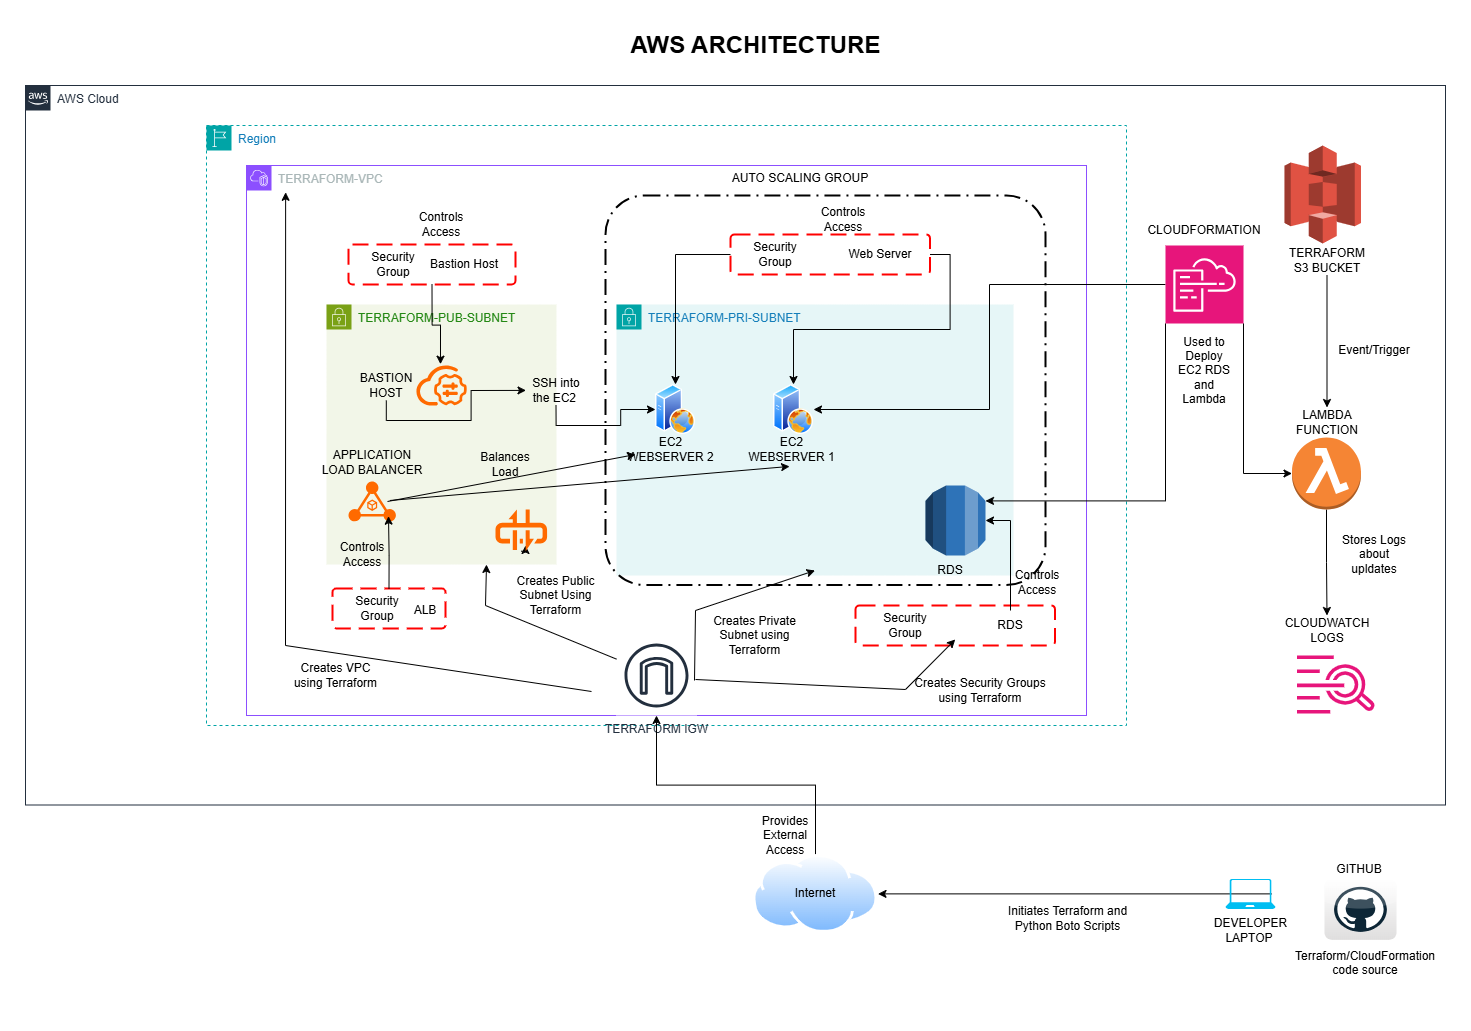 AWS ARCHITECTURE
aws
AWS Cloud
Region
TERRAFORM-VPC
AUTO SCALING GROUP
Controls
Access
Security
Group
Bastion Host
Controls
Access
Security
Group
Web Server
CLOUDFORMATION
TERRAFORM
S3 BUCKET
TERRAFORM-PUB-SUBNET
TERRAFORM-PRI-SUBNET
Used to
Deploy
EC2 RDS
and
Lambda
Event/Trigger
BASTION
HOST
SSH into
the EC2
LAMBDA
FUNCTION
EC2
WEBSERVER 2
EC2
WEBSERVER 1
APPLICATION
LOAD BALANCER
Balances
Load
Controls
Access
Stores Logs
about
upldates
RDS
Creates Public
Subnet Using
Terraform
Controls
Access
Security
Group
ALB
Security
Group
RDS
Creates Private
Subnet using
Terraform
CLOUDWATCH
LOGS
Creates VPC
using Terraform
Creates Security Groups
using Terraform
TERRAFORM IGW
Provides
External
Access
Internet
Initiates Terraform and
Python Boto Scripts
DEVELOPER
LAPTOP
GITHUB
Terraform/CloudFormation
code source